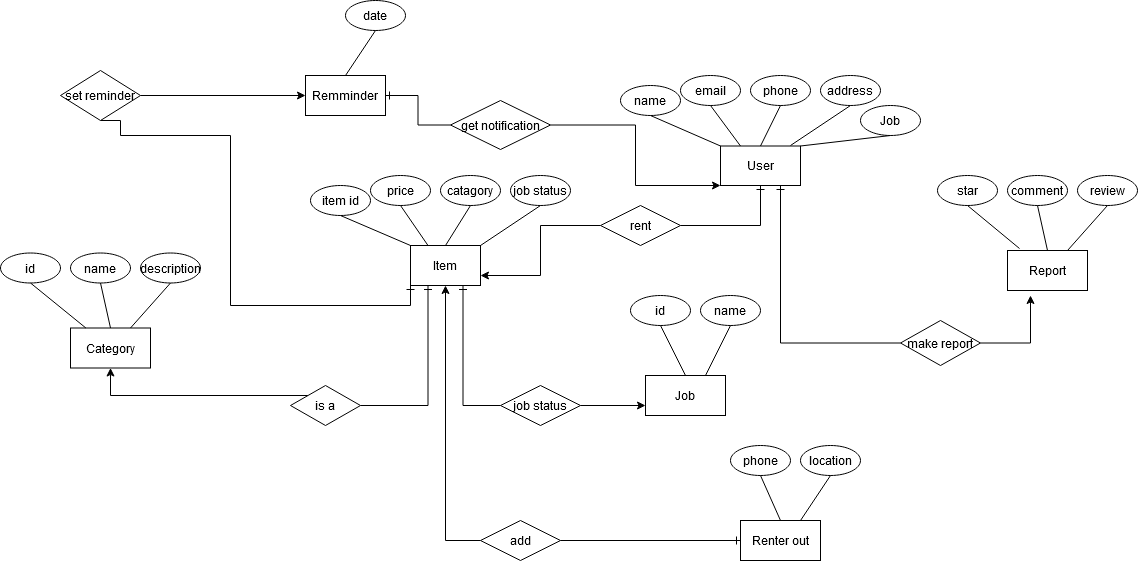 date
set reminder
Remminder
get notification
name
email
phone
address
Job
User
item id
price
catagory
job status
rent
star
comment
review
Item
Report
id
name
description
Category
id
name
make report
is a
job status
Job
phone
location
add
Renter out